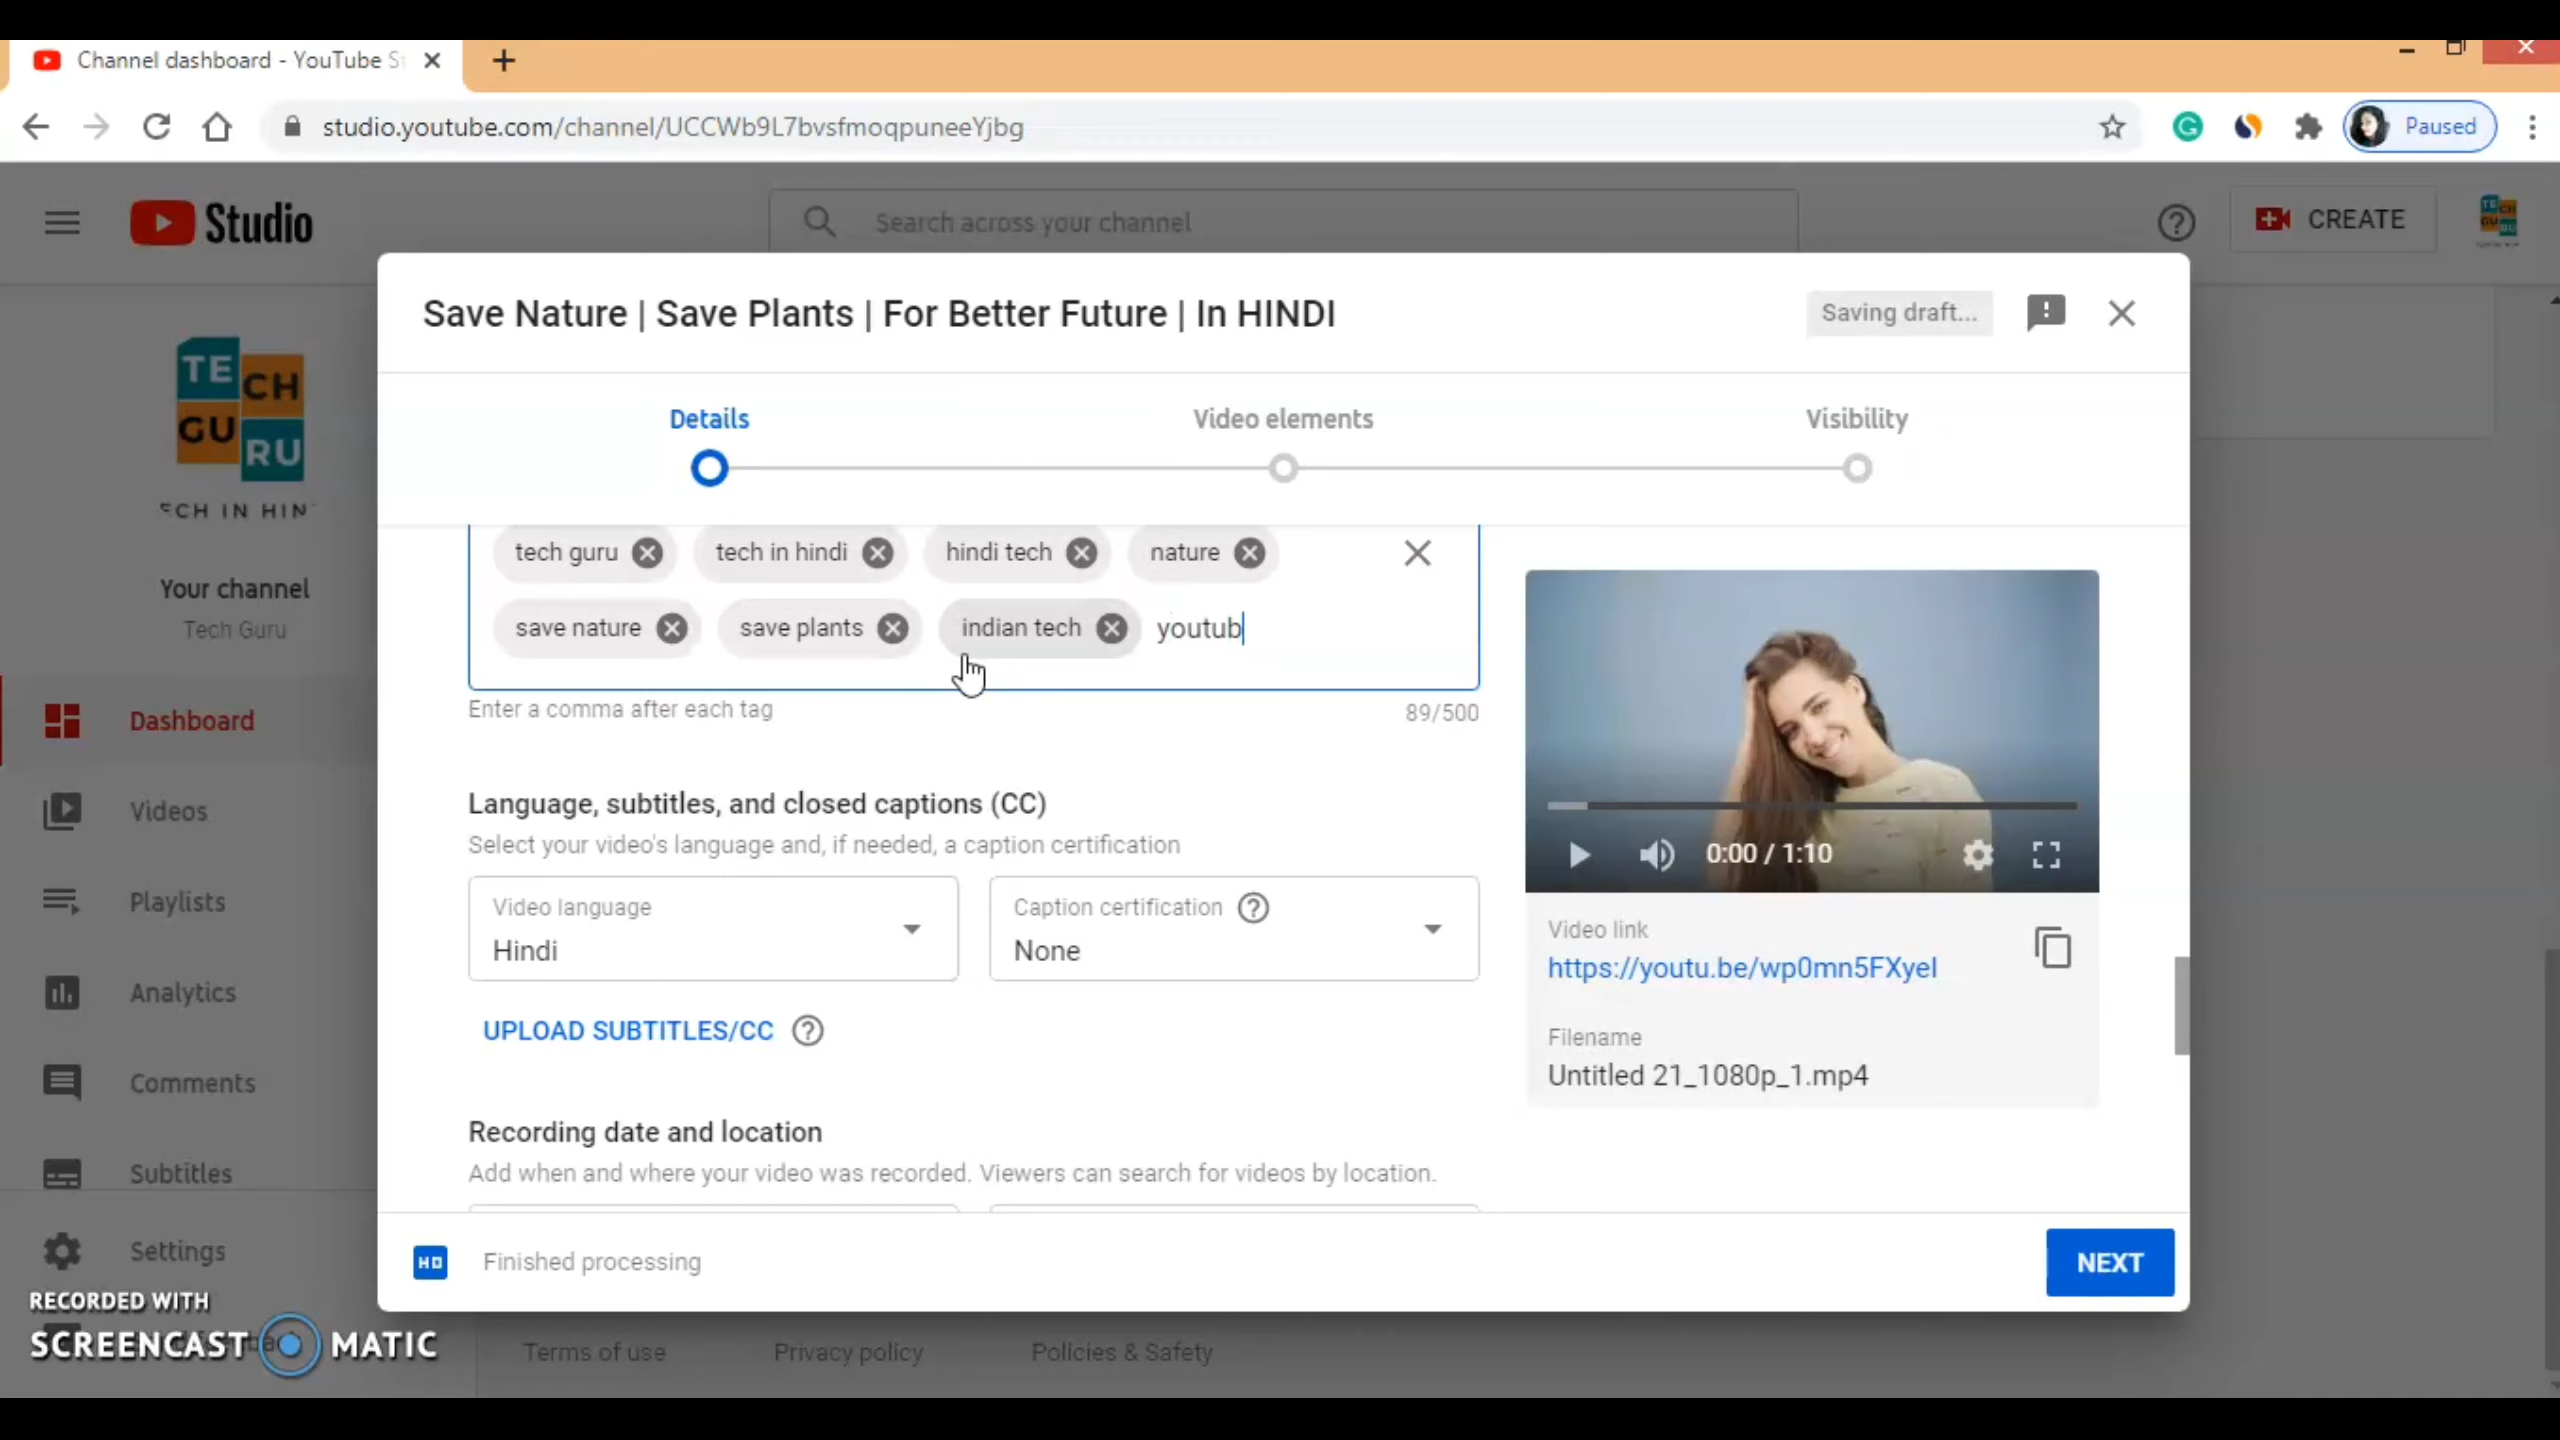 Channel dashboard - YouTube S
studio.youtube.com/channel/UCCWb9L7bvsfmoqpuneeYjbg
Paused
Studio
Search across your channel
CREATE
Save Nature | Save Plants | For Better Future | In HINDI
Saving draft...
TE
CH
GU
RU
ECH IN HIN
Details
Video elements
Visibility
tech guru
tech in hindi
hindi tech
nature
save nature
save plants
indian tech
youtub
Enter a comma after each tag
89/500
Your channel
Tech Guru
Dashboard
Videos
Playlists
Analytics
Comments
Subtitles
Settings
Language, subtitles, and closed captions (CC)
Select your video's language and, if needed, a caption certification
Video language
Hindi
Caption certification
None
UPLOAD SUBTITLES/CC
Recording date and location
Add when and where your video was recorded. Viewers can search for videos by location.
0:00 / 1:10
Video link
https://youtu.be/wp0mn5FXyeI
Filename
Untitled 21_1080p_1.mp4
HD
Finished processing
NEXT
RECORDED WITH
SCREENCAST MATIC
Terms of use
Privacy policy
Policies & Safety